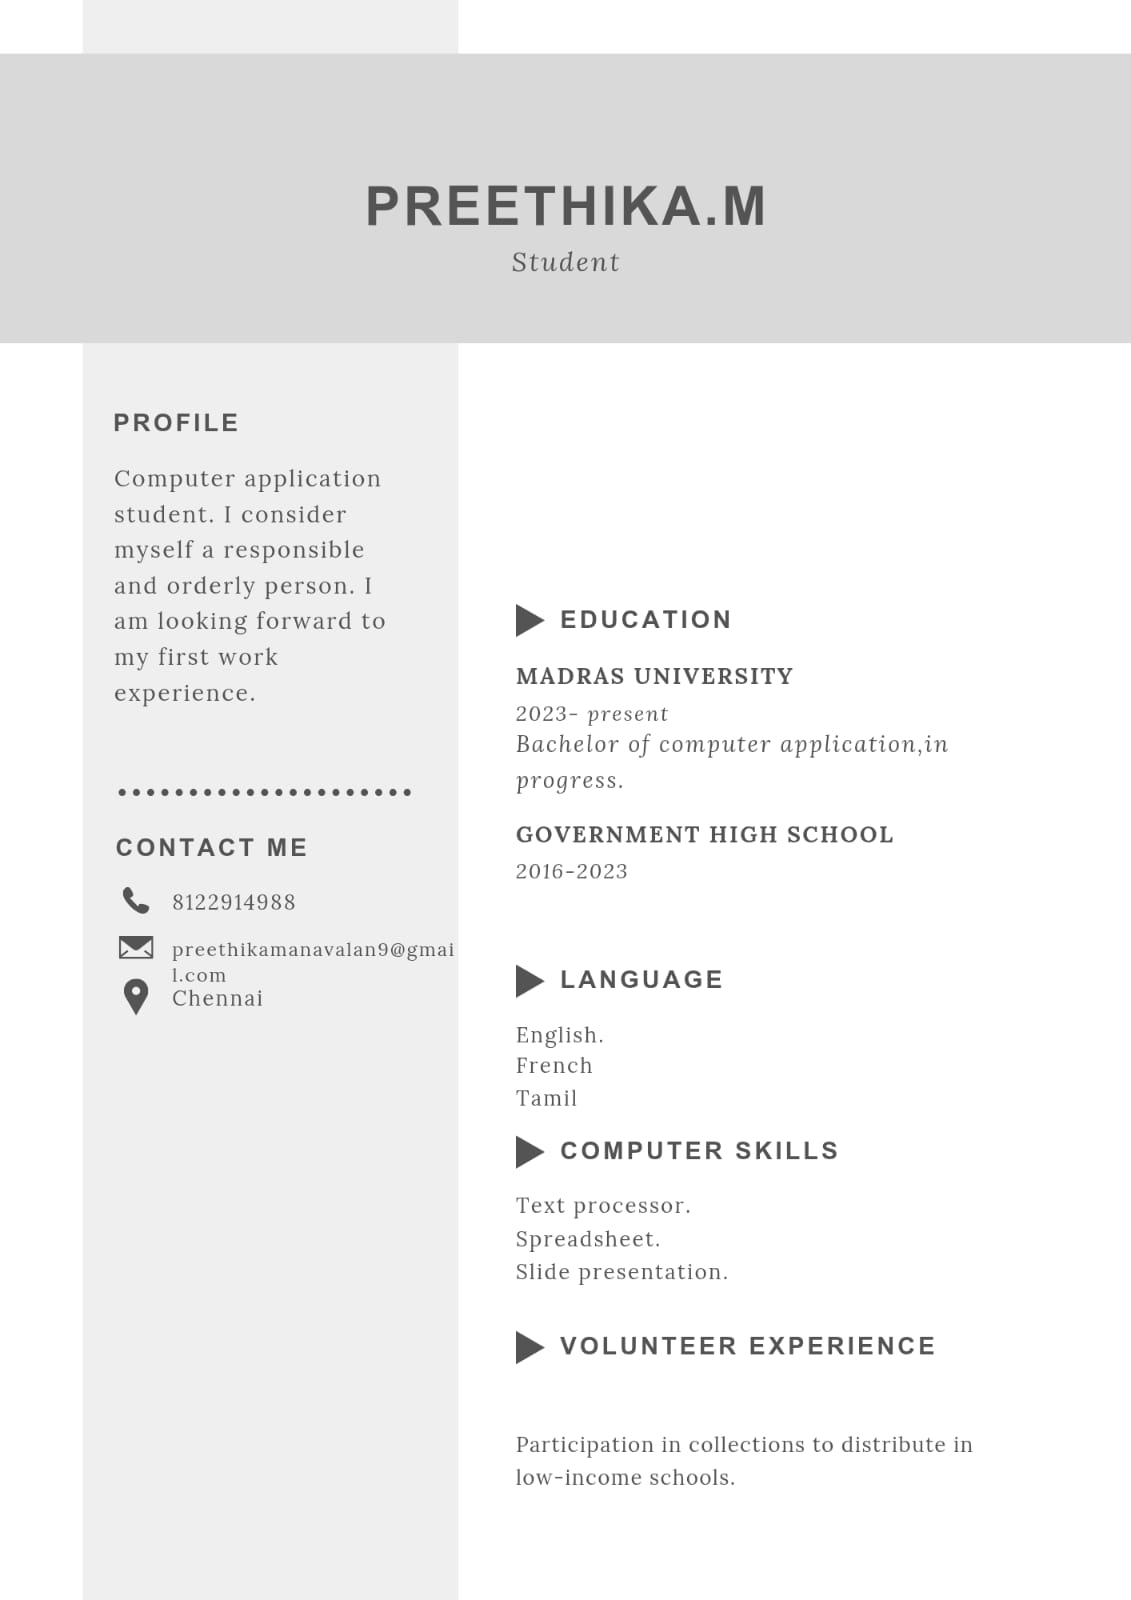 PREETHIKA.M
Student
PROFILE
Computer application
student. I consider
myself a responsible
and orderly person. I
am looking forward to
my first work
experience.
CONTACT ME
8122914988
preethikamanavalan9@gmai
l.com
Chennai
EDUCATION
MADRAS UNIVERSITY
2023- present
Bachelor of computer application,in
progress.
GOVERNMENT HIGH SCHOOL
2016-2023
LANGUAGE
English.
French
Tamil
COMPUTER SKILLS
Text processor.
Spreadsheet.
Slide presentation.
VOLUNTEER EXPERIENCE
Participation in collections to distribute in
low-income schools.